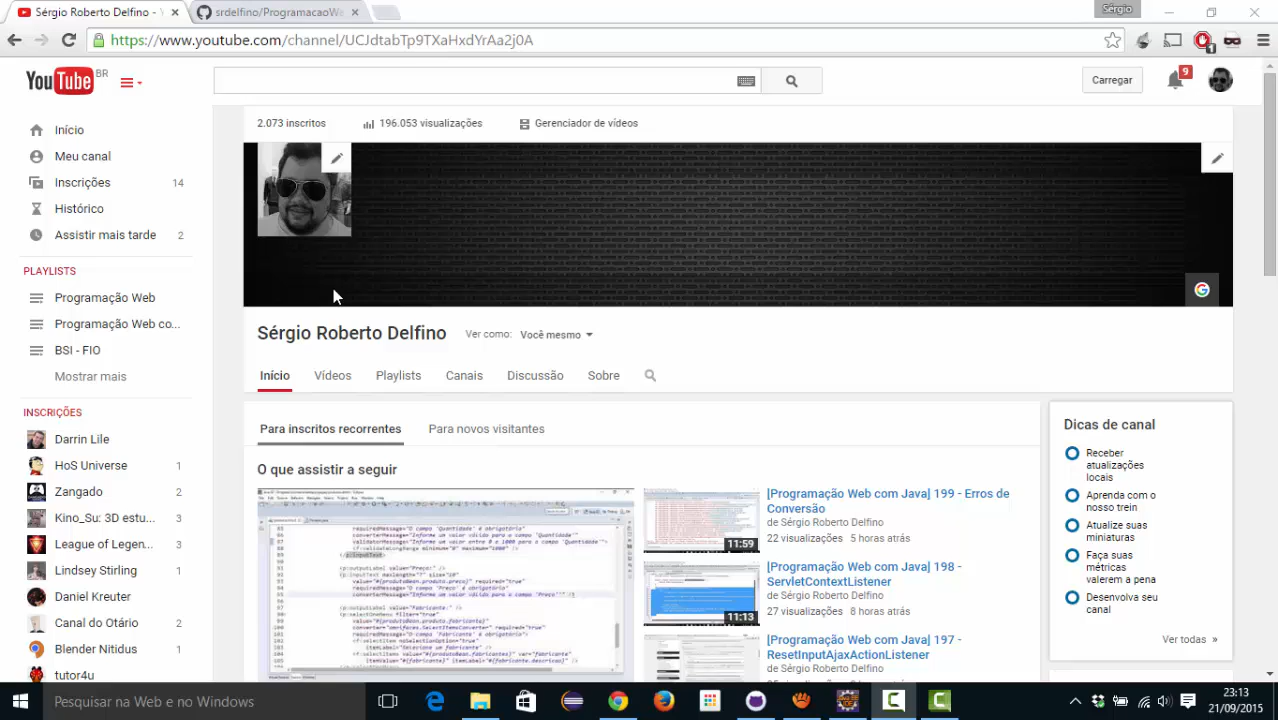 Sérgio Roberto Delfino -
srdelfino/ProgramacaoWe
Sérgio
https://www.youtube.com/channel/UCJdtabTp9TXaHxdYrAa2j0A
1
YouTube BR
Carregar
9
Início
Meu canal
Inscrições 14
Histórico
Assistir mais tarde 2
PLAYLISTS
Programação Web
Programação Web co...
BSI - FIO
Mostrar mais
INSCRIÇÕES
Darrin Lile
HoS Universe 1
Zangado 2
Kino_Su: 3D estu... 3
League of Legen... 3
Lindsey Stirling 1
Daniel Kreuter
Canal do Otário 2
Blender Nitidus 1
tutor4u
2.073 inscritos
196.053 visualizações
Gerenciador de vídeos
Sérgio Roberto Delfino
Ver como: Você mesmo
Início Vídeos Playlists Canais Discussão Sobre
Para inscritos recorrentes Para novos visitantes
O que assistir a seguir
[Programação Web com Java] 199 - Erros de
Conversão
de Sérgio Roberto Delfino
22 visualizações 5 horas atrás
11:59
[Programação Web com Java] 198 -
ServletContextListener
de Sérgio Roberto Delfino
27 visualizações 8 horas atrás
11:13
[Programação Web com Java] 197 -
ResetInputAjaxActionListener
de Sérgio Roberto Delfino
Dicas de canal
Receber
atualizações
locais
Aprenda com o
nosso trem
suas
miniaturas
Faça suas
métricas
valerem a pena
Desenvolva seu
canal
Ver todas »
Pesquisar na Web e no Windows
23:13
21/09/2015